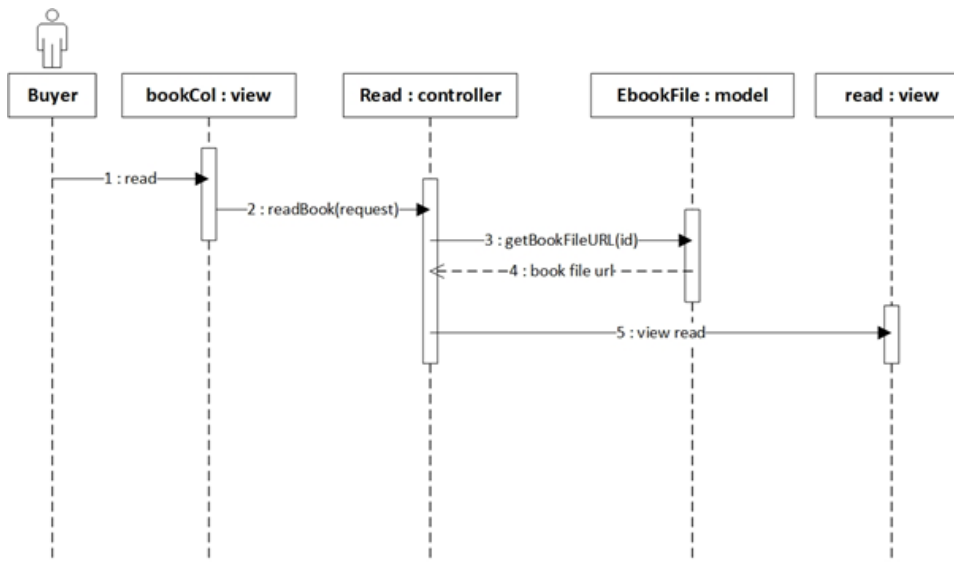 Buyer
bookCol : view
Read : controller
EbookFile : model
read : view
1 : read
2 : readBook(request)
3 : getBookFileURL(id)
4 : book file url
5 : view read